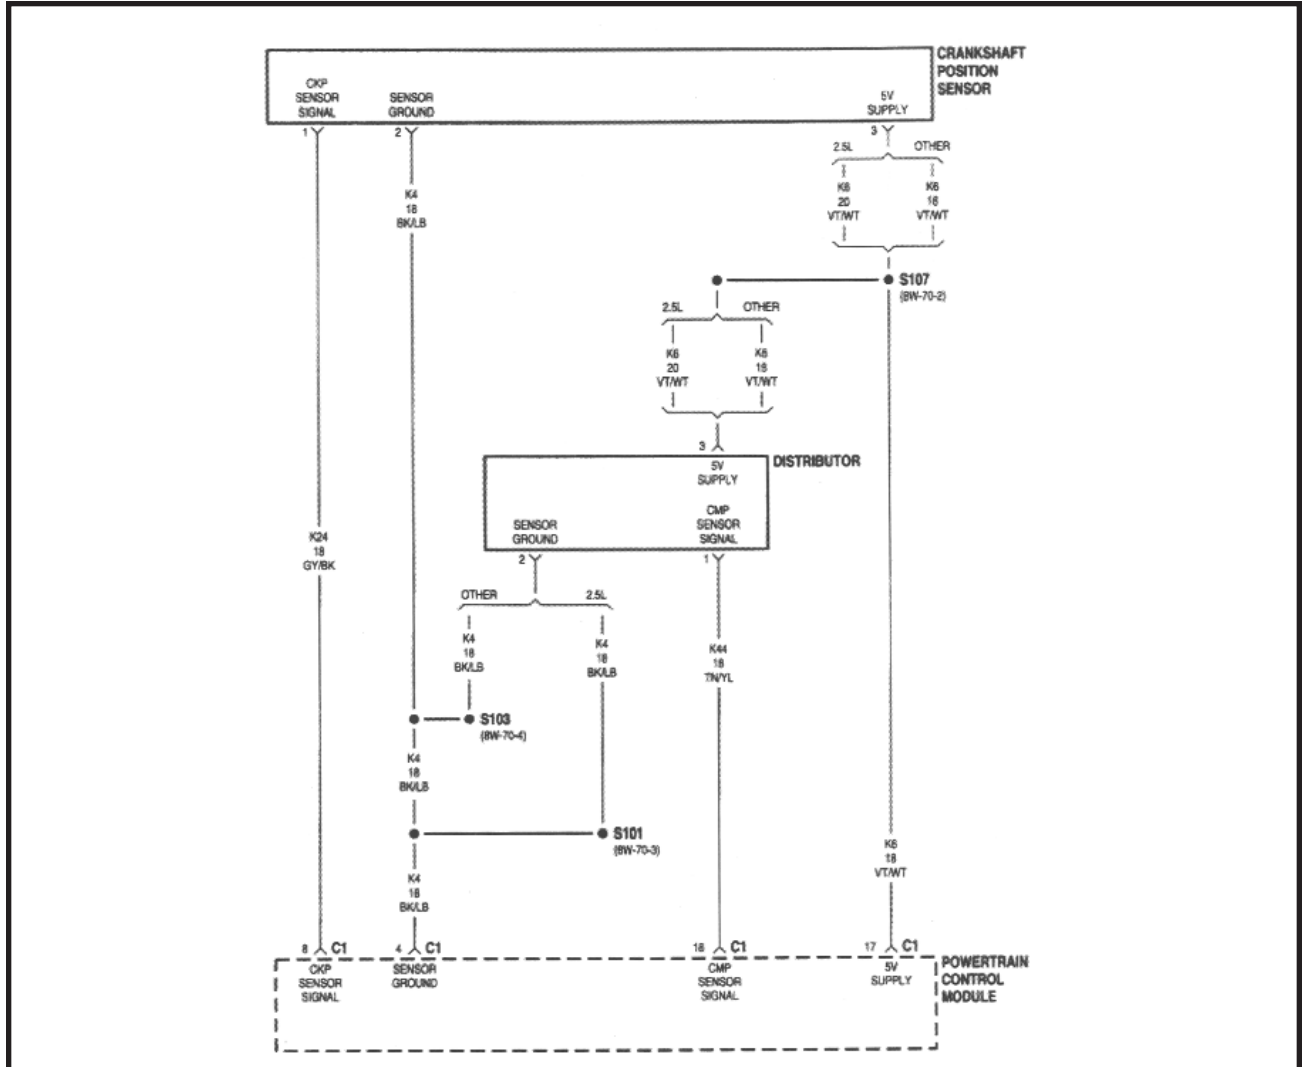 CRANKSHAFT
POSITION
SENSOR
CKP
SENSOR
SIGNAL
SENSOR
GROUND
5V
SUPPLY
1
2
3
2.5L
OTHER
K6
20
VT/WT
K6
18
VT/WT
K4
18
BK/LB
S107
(8W-70-2)
2.5L
OTHER
K6
20
VT/WT
K6
18
VT/WT
3
DISTRIBUTOR
5V
SUPPLY
SENSOR
GROUND
CMP
SENSOR
SIGNAL
2
1
K24
18
GY/BK
OTHER
2.5L
K4
18
BK/LB
K4
18
BK/LB
K44
18
TN/YL
S103
(8W-70-4)
K4
18
BK/LB
S101
(8W-70-3)
K6
18
VT/WT
K4
18
BK/LB
8 C1
4 C1
18 C1
17 C1
CKP
SENSOR
SIGNAL
SENSOR
GROUND
CMP
SENSOR
SIGNAL
5V
SUPPLY
POWERTRAIN
CONTROL
MODULE